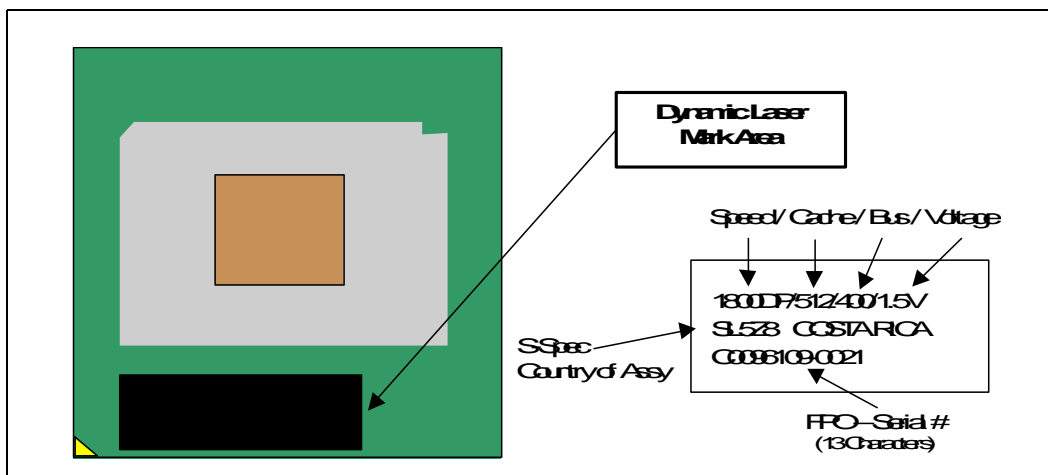 Dynamic Laser
Mark Area
Speed / Cache / Bus / Voltage
1800DP/512/400/1.5V
SL5Z8 COSTA RICA
C0096109-0021
S-Spec
Country of Assy
FPO – Serial #
(13 Characters)